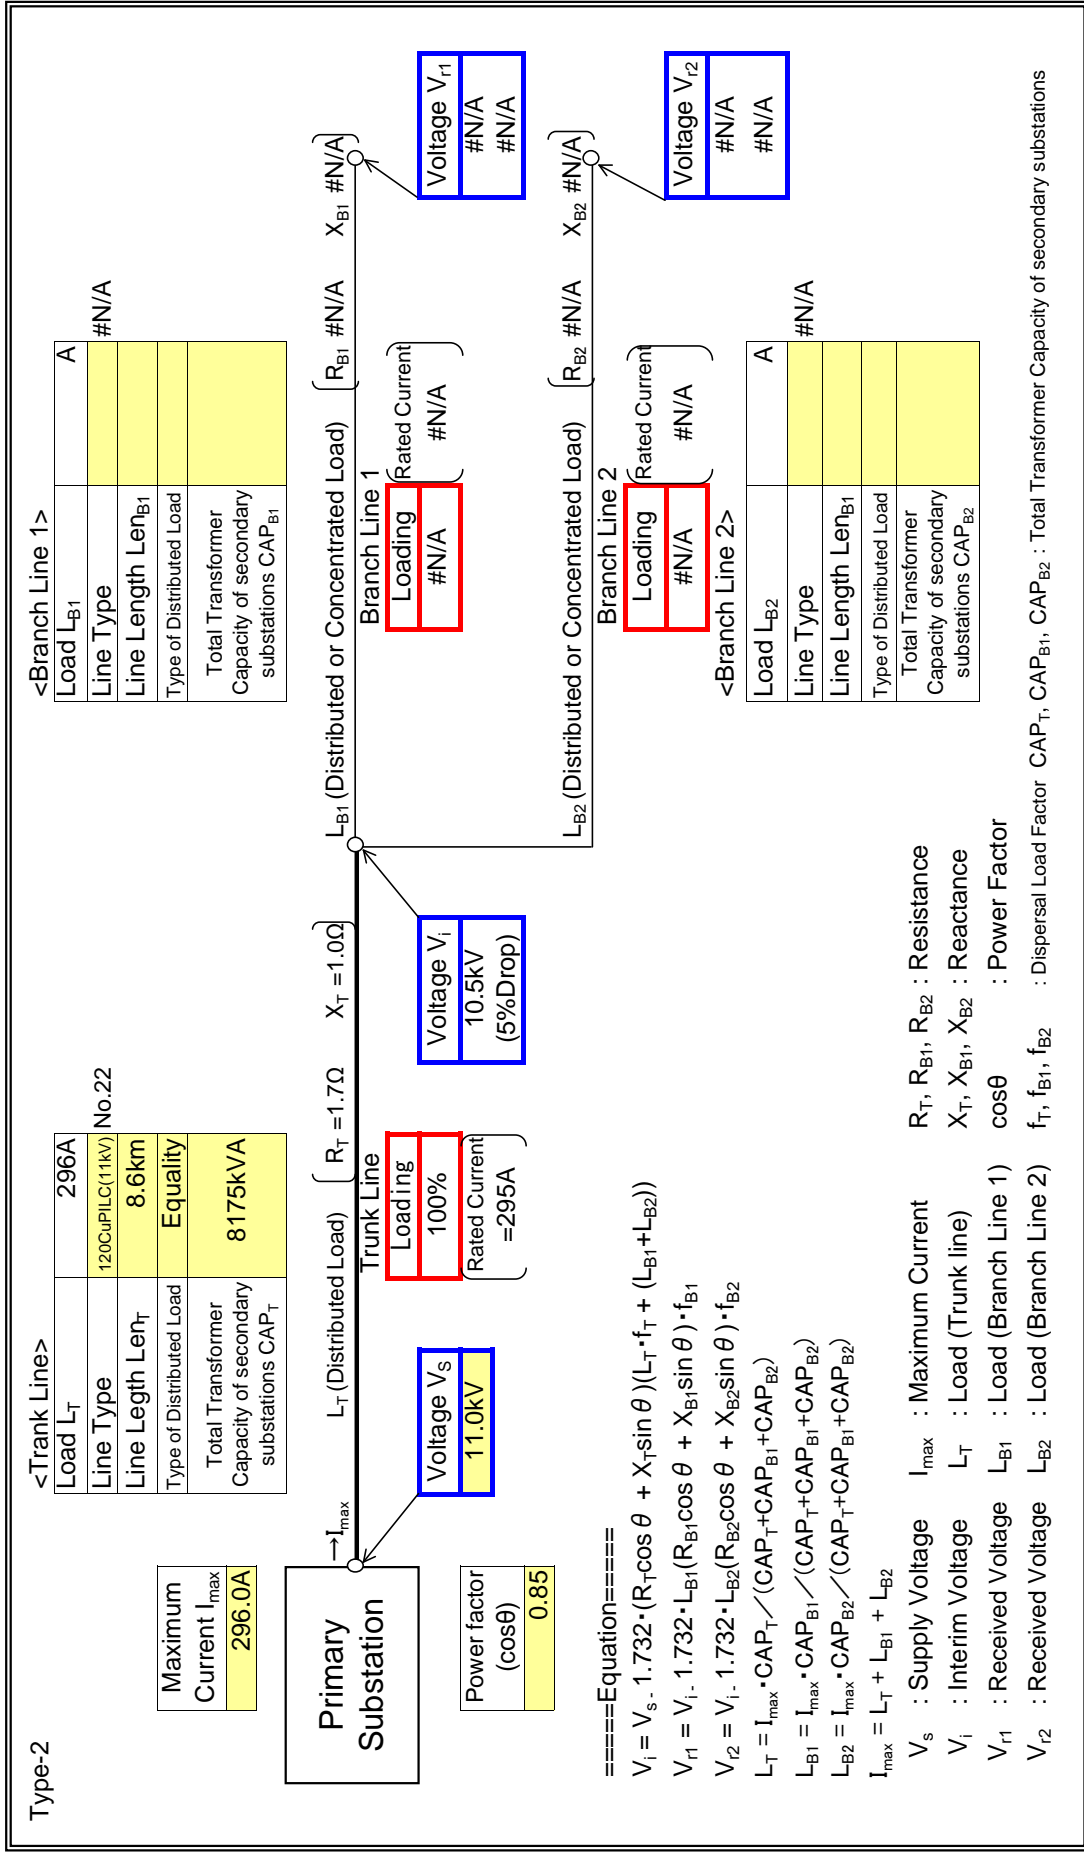 Type-2
Maximum
Current Imax
296.0A
<Trank Line>
Load LT 296A
Line Type 120CuPILC(11kV) No.22
Line Legth LenT 8.6km
Type of Distributed Load Equality
Total Transformer
Capacity of secondary
substations CAPT
8175kVA
<Branch Line 1>
Load LB1 A
Line Type #N/A
Line Length LenB1
Type of Distributed Load
Total Transformer
Capacity of secondary
substations CAPB1
Primary
Substation
→Imax
LT (Distributed Load) RT =1.7Ω XT =1.0Ω
LB1 (Distributed or Concentrated Load) RB1 #N/A XB1 #N/A
Trunk Line
Loading
100%
Rated Current
=295A
Branch Line 1
Loading
#N/A
Rated Current
#N/A
Voltage VS
11.0kV
Voltage Vi
10.5kV
(5%Drop)
Voltage Vr1
#N/A
#N/A
Power factor
(cosθ)
0.85
LB2 (Distributed or Concentrated Load) RB2 #N/A XB2 #N/A
Branch Line 2
Loading
#N/A
Rated Current
#N/A
Voltage Vr2
#N/A
#N/A
<Branch Line 2>
Load LB2 A
Line Type #N/A
Line Length LenB1
Type of Distributed Load
Total Transformer
Capacity of secondary
substations CAPB2
=====Equation=====
Vi = Vs - 1.732･(RTcosθ + XTsinθ)(LT･fT + (LB1+LB2))
Vr1 = Vi - 1.732･LB1(RB1cosθ + XB1sinθ)･fB1
Vr2 = Vi - 1.732･LB2(RB2cosθ + XB2sinθ)･fB2
LT = Imax･CAPT／(CAPT+CAPB1+CAPB2)
LB1 = Imax･CAPB1／(CAPT+CAPB1+CAPB2)
LB2 = Imax･CAPB2／(CAPT+CAPB1+CAPB2)
Imax = LT + LB1 + LB2
Vs : Supply Voltage Imax : Maximum Current RT, RB1, RB2 : Resistance
Vi : Interim Voltage LT : Load (Trunk line) XT, XB1, XB2 : Reactance
Vr1 : Received Voltage LB1 : Load (Branch Line 1) cosθ : Power Factor
Vr2 : Received Voltage LB2 : Load (Branch Line 2) fT, fB1, fB2 : Dispersal Load Factor CAPT, CAPB1, CAPB2 : Total Transformer Capacity of secondary substations